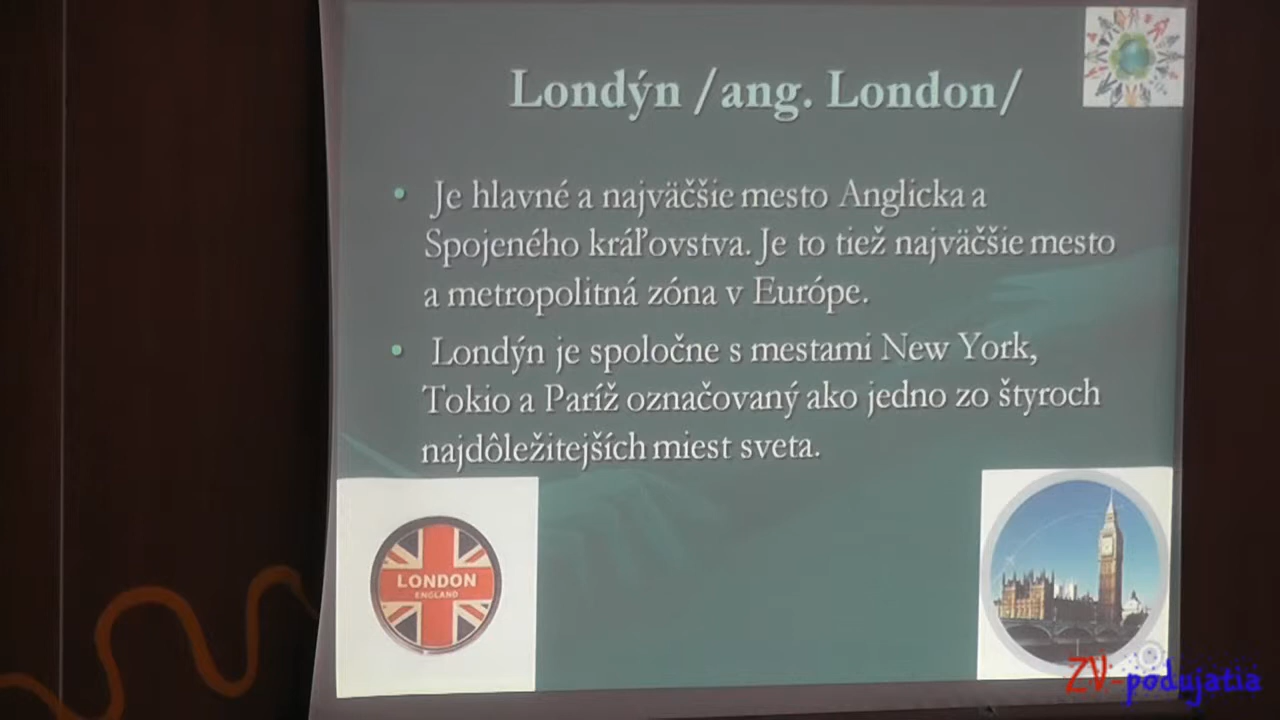 Londýn /ang. London/
• Je hlavné a najväčšie mesto Anglicka a
Spojeného kráľovstva. Je to tiež najväčšie mesto
a metropolitná zóna v Európe.
• Londýn je spoločne s mestami New York,
Tokio a Paríž označovaný ako jedno zo štyroch
najdôležitejších miest sveta.
LONDON
ENGLAND
ZV-podujatia